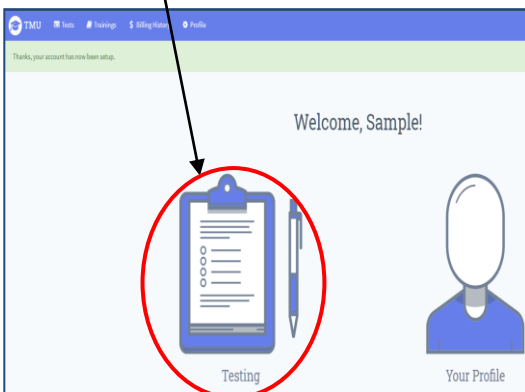 TMU Tests Trainings $ Billing History Profile
Thanks, your account has now been setup.
Welcome, Sample!
Testing Your Profile